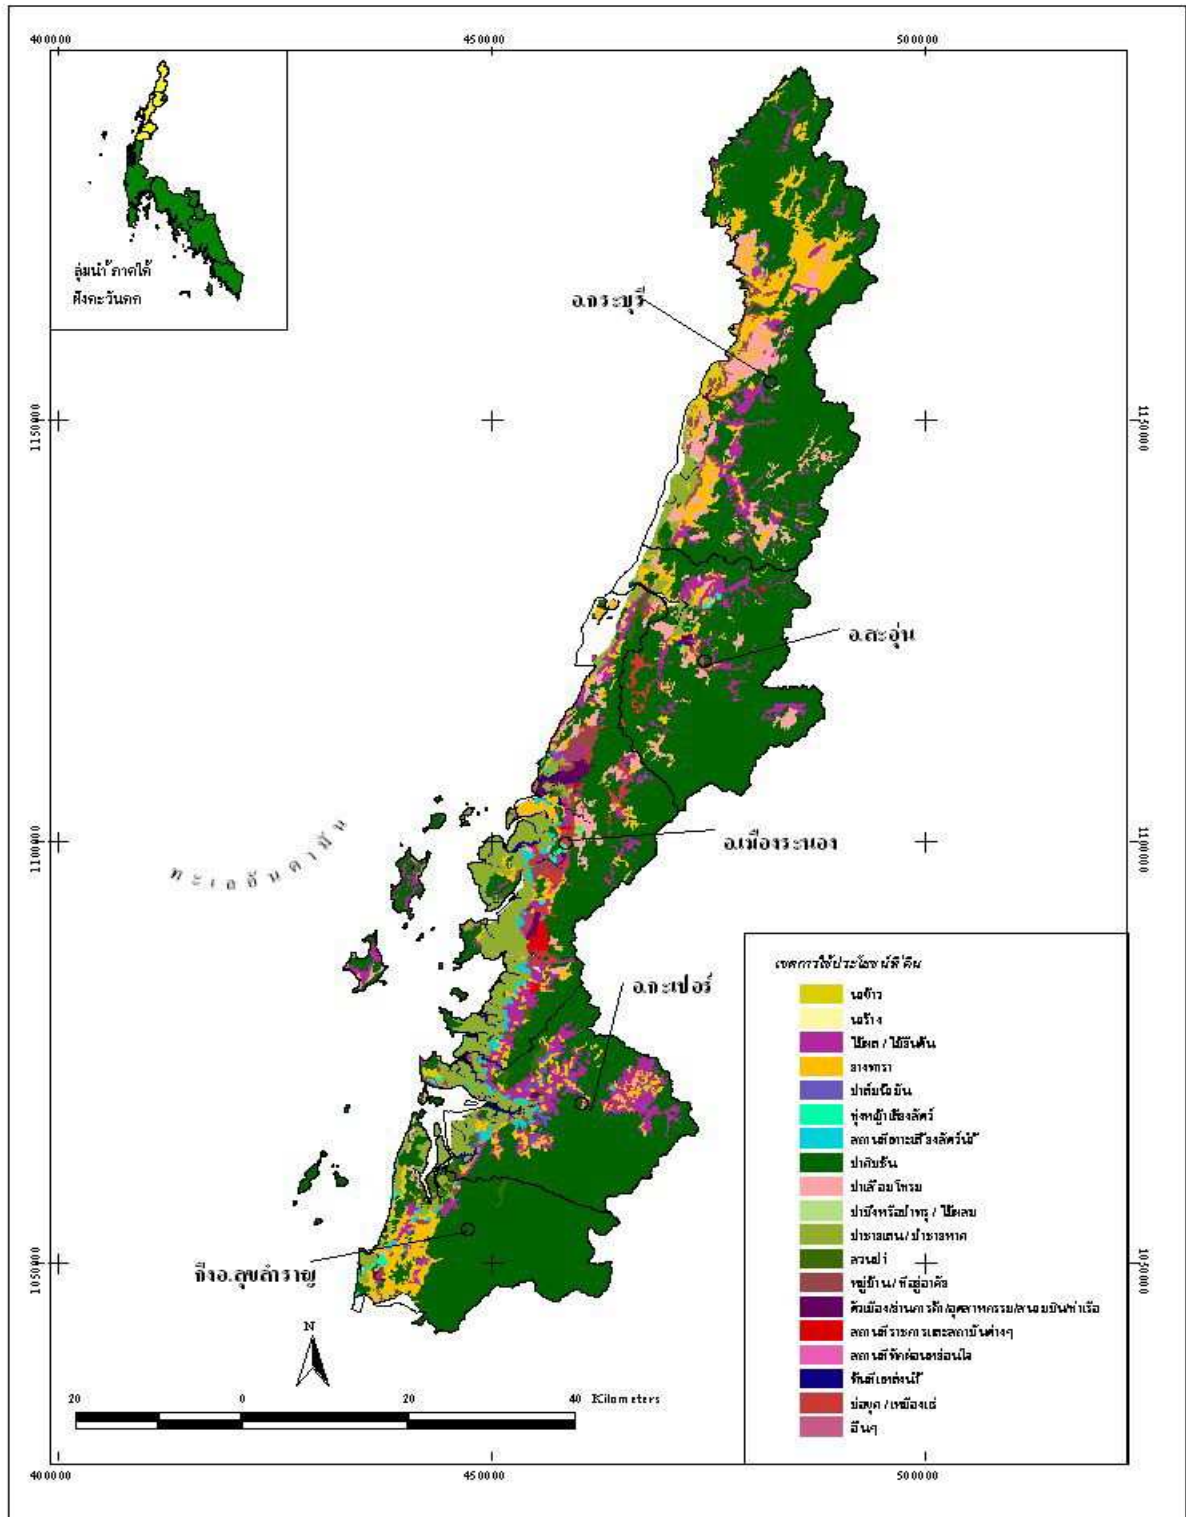 400000 450000 500000
ลุ่มน้ำภาคใต้
ฝั่งตะวันตก
อ.กระบุรี
1150000 1150000
อ.ละอุ่น
อ.เมืองระนอง
1100000 1100000
ทะเลอันดามัน
อ.กะเปอร์
กิ่งอ.สุขสำราญ
1050000 1050000
เขตการใช้ประโยชน์ที่ดิน
นาข้าว
นาร้าง
ไม้ผล / ไม้ยืนต้น
ยางพารา
ปาล์มน้ำมัน
ทุ่งหญ้าเลี้ยงสัตว์
สถานที่เพาะเลี้ยงสัตว์น้ำ
ป่าดิบชื้น
ป่าเสื่อมโทรม
ป่าบึงหรือป่าพรุ / ไม้ผสม
ป่าชายเลน / ป่าชายหาด
สวนป่า
หมู่บ้าน / ที่อยู่อาศัย
ตัวเมือง/ย่านการค้า/อุตสาหกรรม/สนามบิน/ท่าเรือ
สถานที่ราชการและสถาบันต่างๆ
สถานที่พักผ่อนหย่อนใจ
พื้นที่แหล่งน้ำ
บ่อขุด / เหมืองแร่
อื่นๆ
N
20 0 20 40 Kilometers
400000 450000 500000